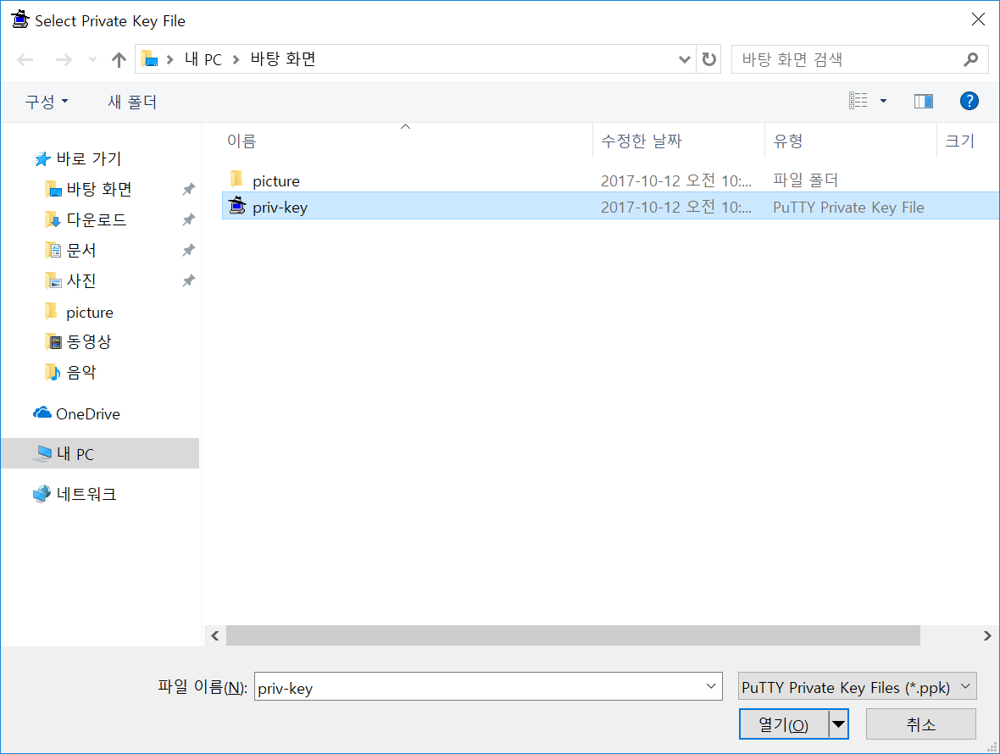 Select Private Key File
내 PC 바탕 화면
바탕 화면 검색
구성 새 폴더
이름 수정한 날짜 유형 크기
picture 2017-10-12 오전 10:... 파일 폴더
priv-key 2017-10-12 오전 10:... PuTTY Private Key File
바로 가기
바탕 화면
다운로드
문서
사진
picture
동영상
음악
OneDrive
내 PC
네트워크
파일 이름(N): priv-key PuTTY Private Key Files (*.ppk)
열기(O) 취소